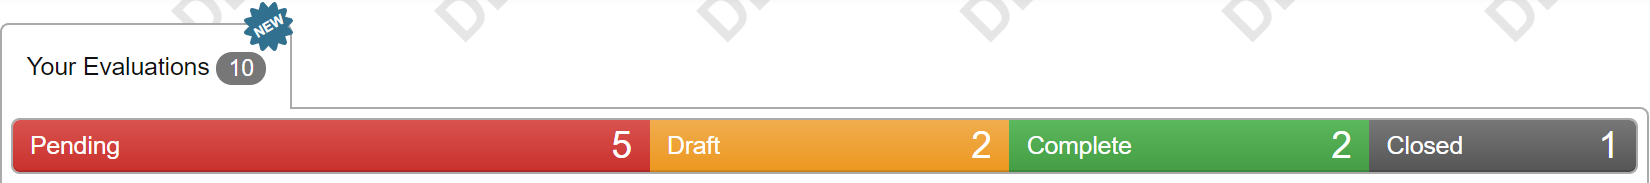 NEW
Your Evaluations 10
Pending 5 Draft 2 Complete 2 Closed 1